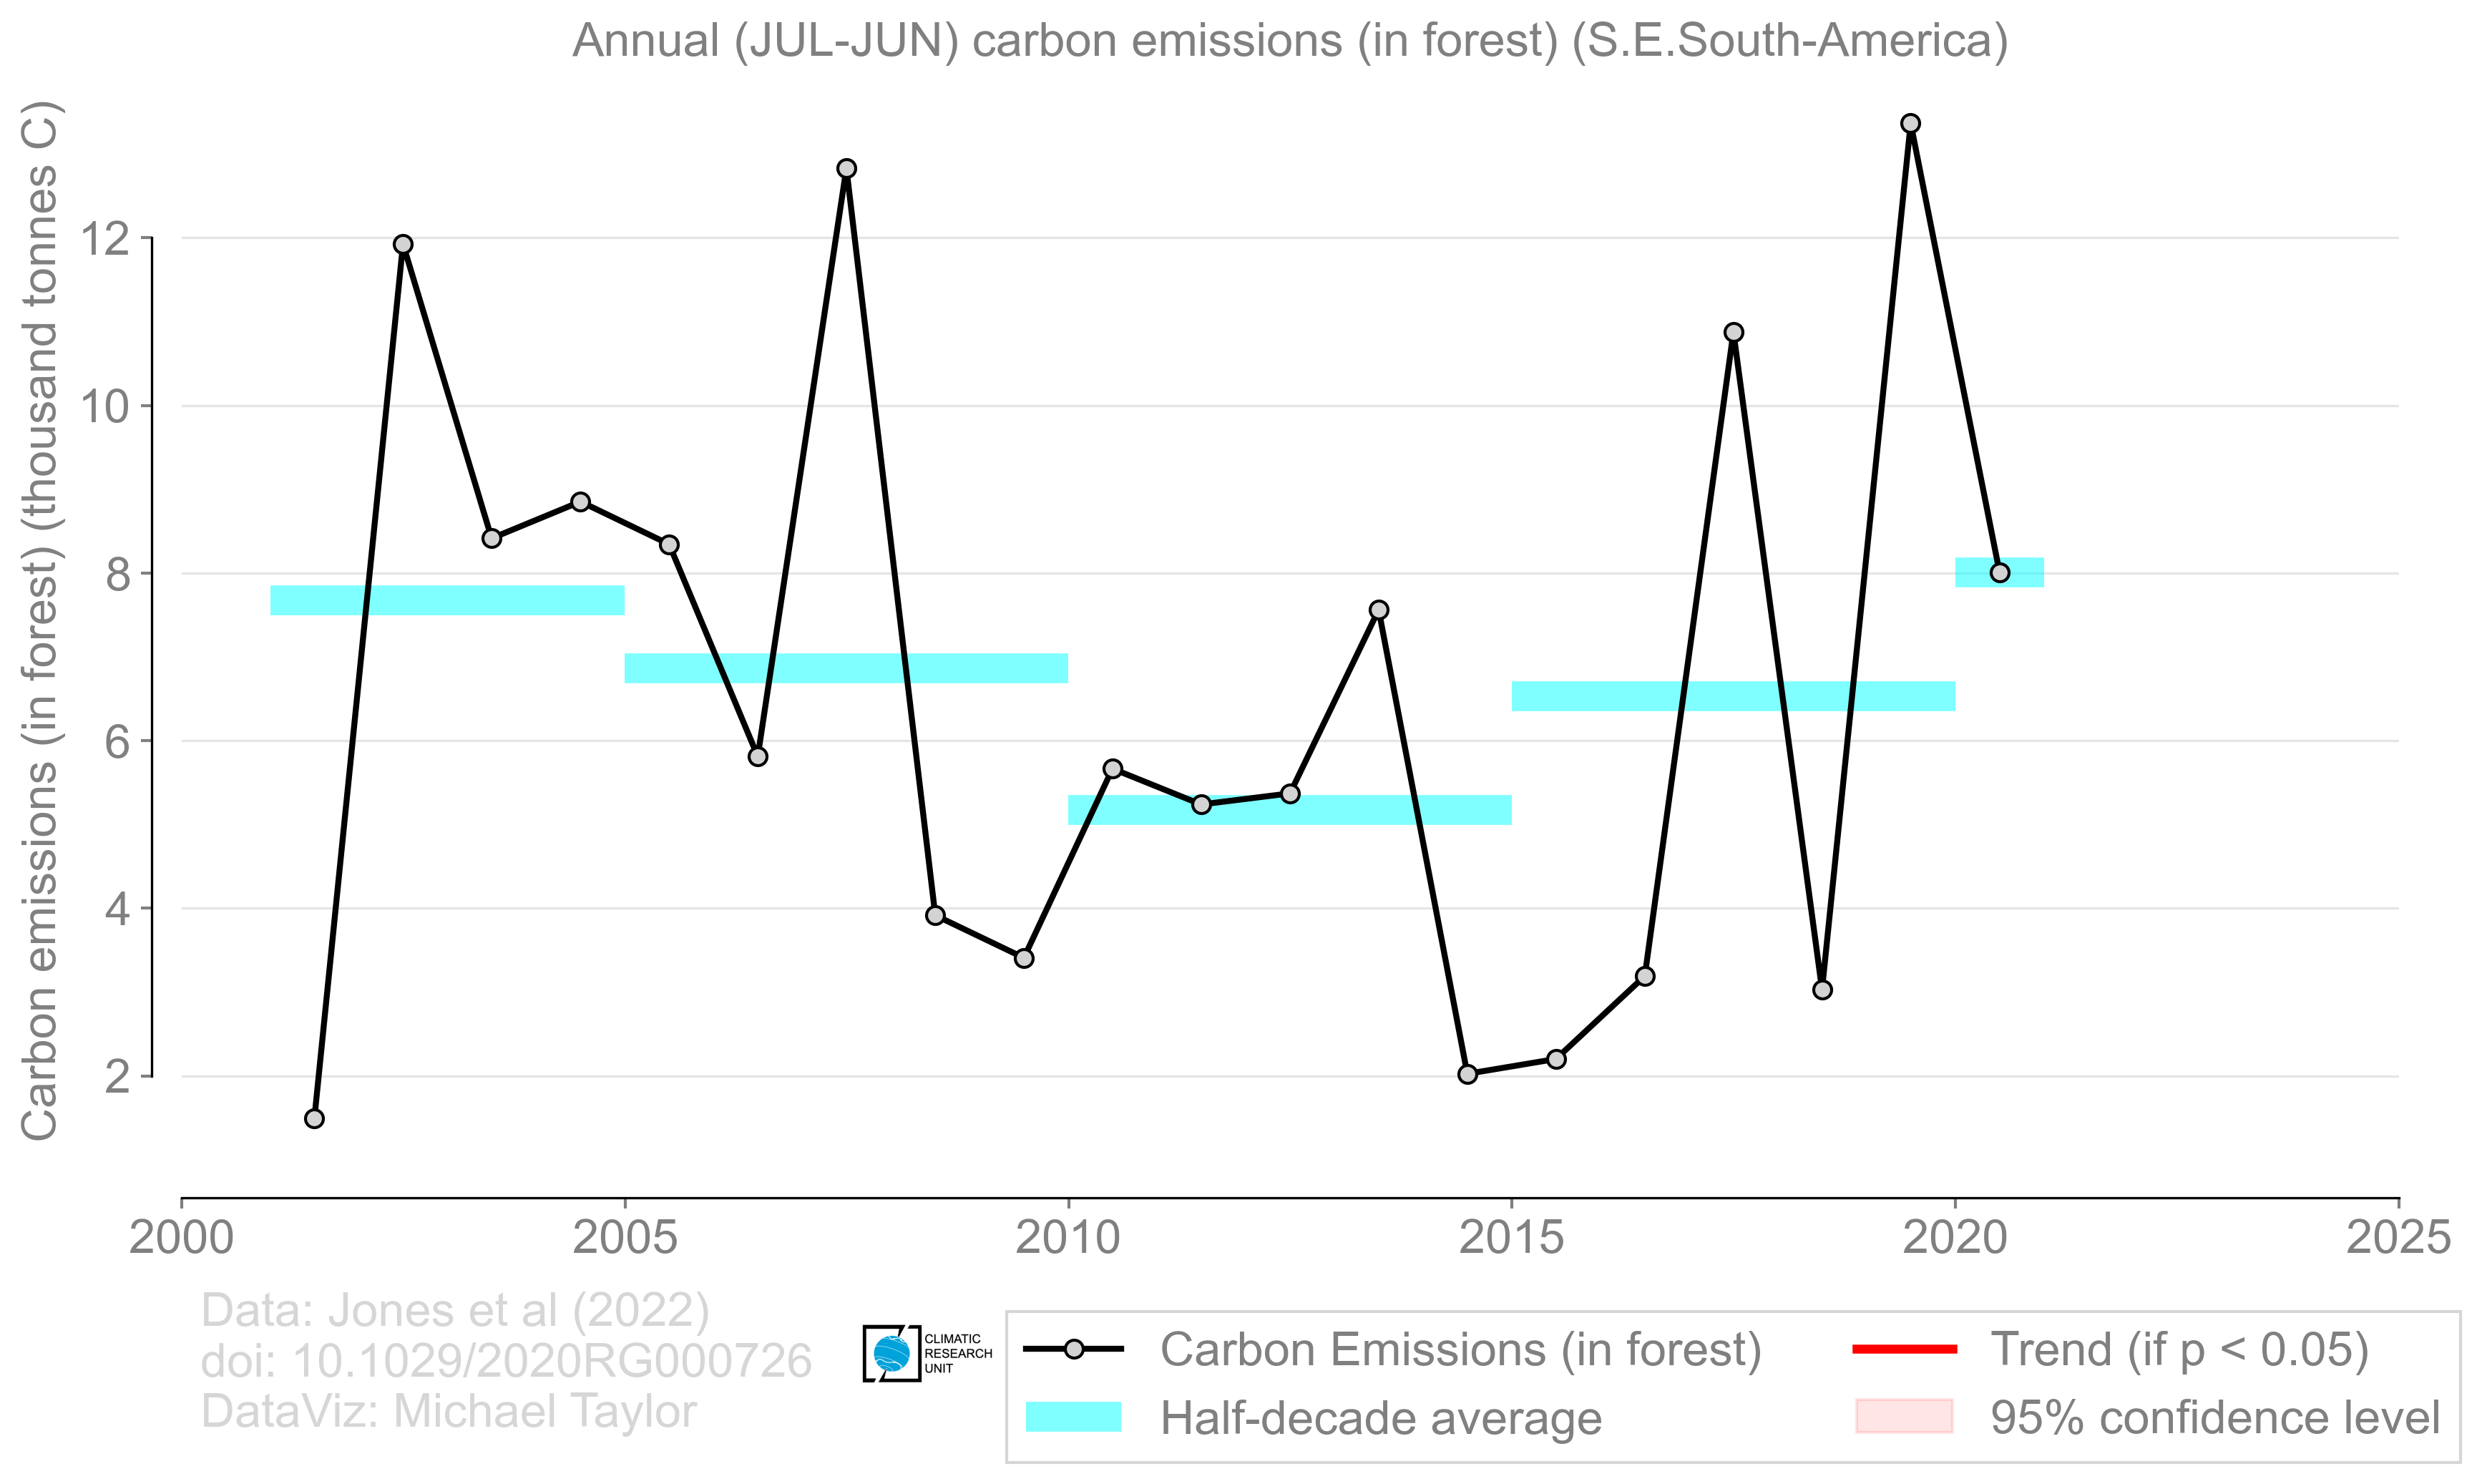 Annual (JUL-JUN) carbon emissions (in forest) (S.E.South-America)
Carbon emissions (in forest) (thousand tonnes C)
12
10
8
6
4
2
2000
2005
2010
2015
2020
2025
Data: Jones et al (2022)
doi: 10.1029/2020RG000726
DataViz: Michael Taylor
CLIMATIC
RESEARCH
UNIT
Carbon Emissions (in forest)
Half-decade average
Trend (if p < 0.05)
95% confidence level